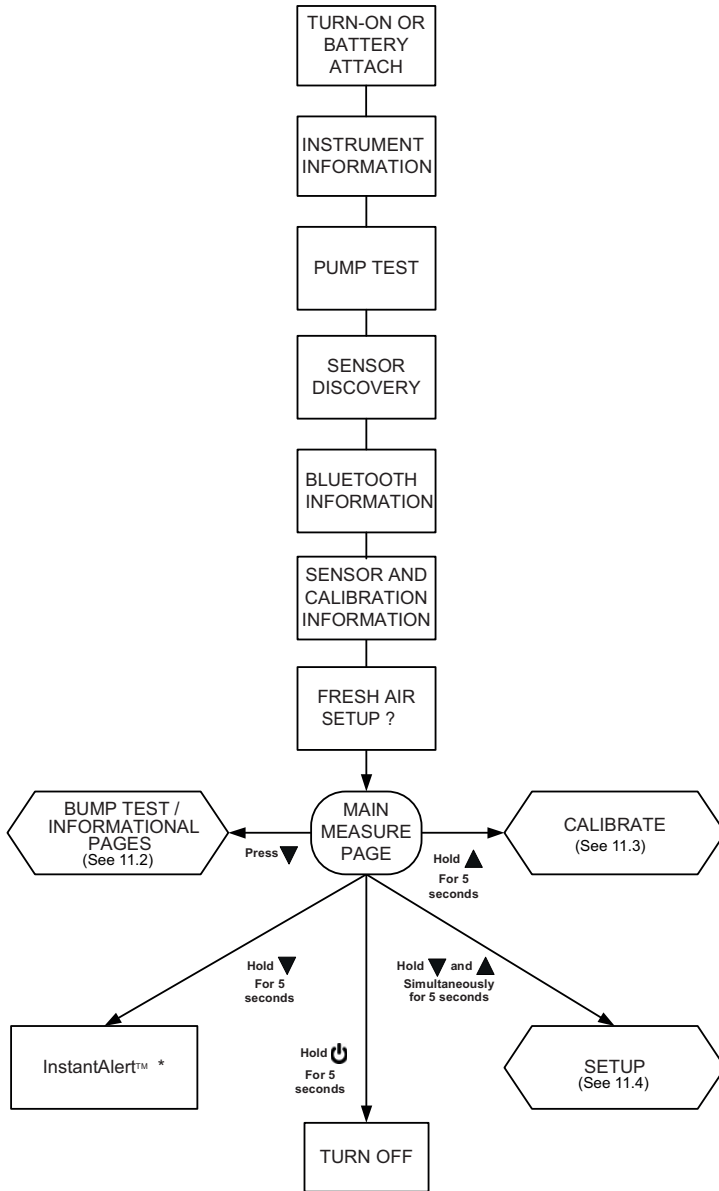 TURN-ON OR
BATTERY
ATTACH
INSTRUMENT
INFORMATION
PUMP TEST
SENSOR
DISCOVERY
BLUETOOTH
INFORMATION
SENSOR AND
CALIBRATION
INFORMATION
FRESH AIR
SETUP ?
BUMP TEST /
INFORMATIONAL
PAGES
(See 11.2)
Press ▼
MAIN
MEASURE
PAGE
Hold ▲
For 5
seconds
CALIBRATE
(See 11.3)
Hold ▼
For 5
seconds
Hold ▼ and ▲
Simultaneously
for 5 seconds
InstantAlert™ *
Hold ⏻
For 5
seconds
SETUP
(See 11.4)
TURN OFF